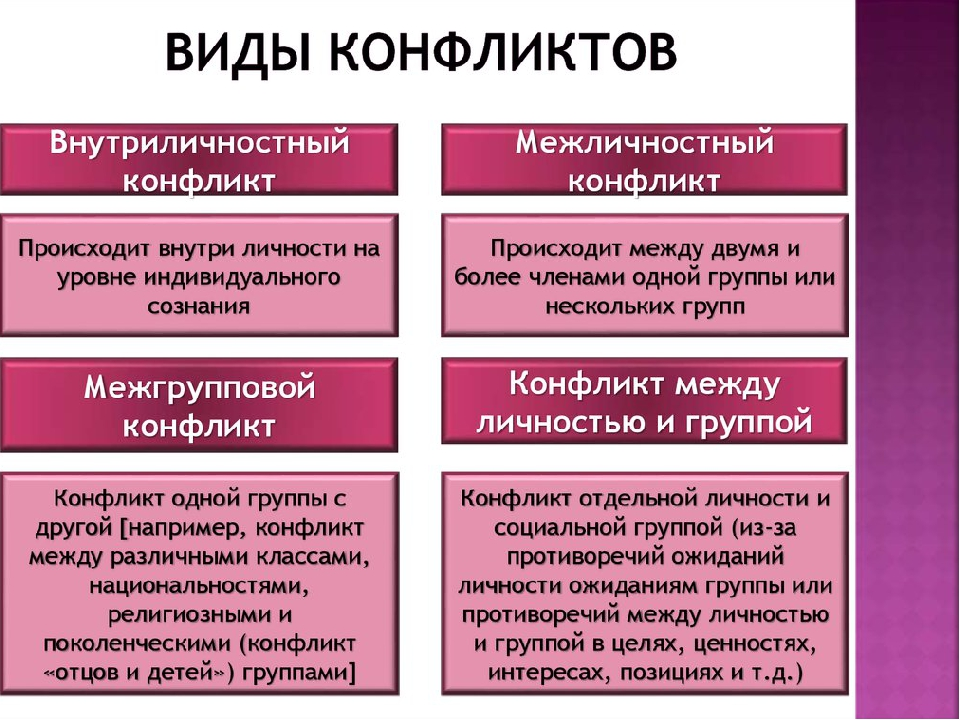 ВИДЫ КОНФЛИКТОВ
Внутриличностный
конфликт
Происходит внутри личности на
уровне индивидуального
сознания
Межличностный
конфликт
Происходит между двумя и
более членами одной группы или
нескольких групп
Межгрупповой
конфликт
Конфликт одной группы с
другой [например, конфликт
между различными классами,
национальностями,
религиозными и
поколенческими (конфликт
«отцов и детей») группами]
Конфликт между
личностью и группой
Конфликт отдельной личности и
социальной группой (из-за
противоречий ожиданий
личности ожиданиям группы или
противоречий между личностью
и группой в целях, ценностях,
интересах, позициях и т.д.)